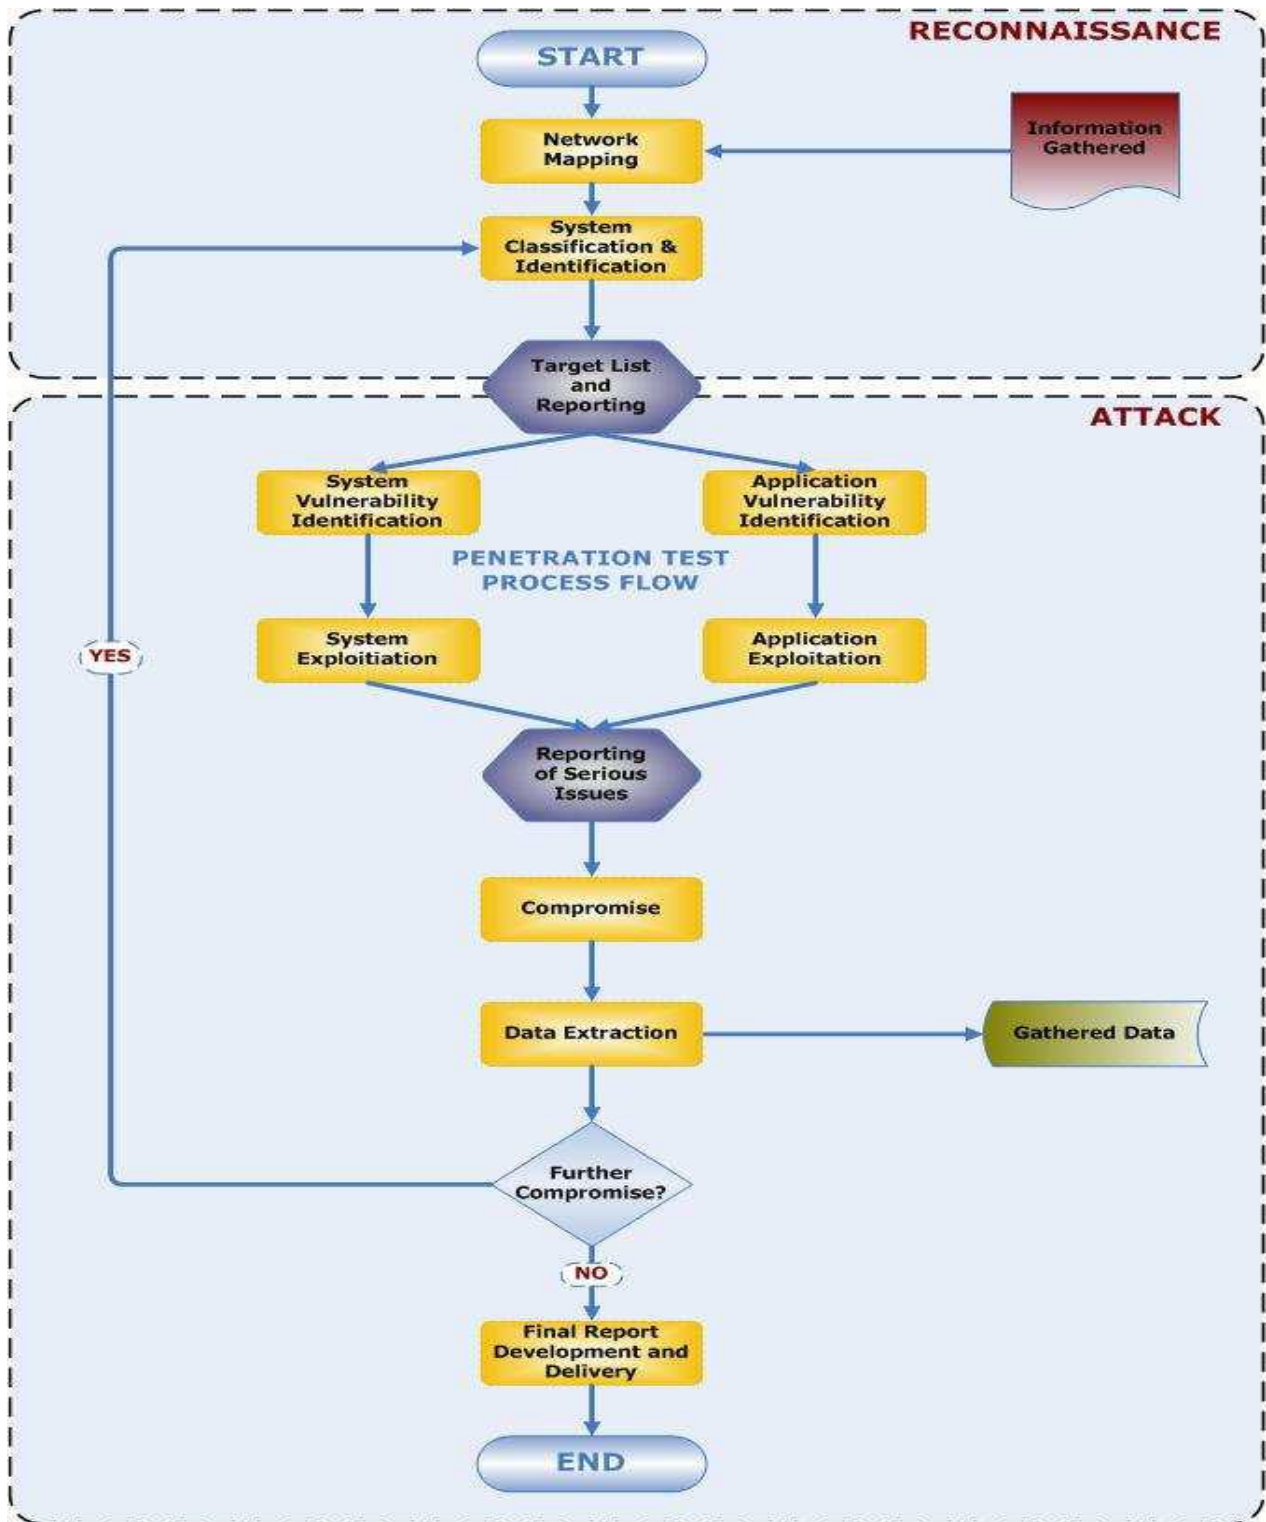 RECONNAISSANCE
START
Network
Mapping
Information
Gathered
System
Classification &
Identification
Target List
and
Reporting
ATTACK
System
Vulnerability
Identification
Application
Vulnerability
Identification
PENETRATION TEST
PROCESS FLOW
System
Exploitiation
Application
Exploitation
YES
Reporting
of Serious
Issues
Compromise
Data Extraction
Gathered Data
Further
Compromise?
NO
Final Report
Development and
Delivery
END